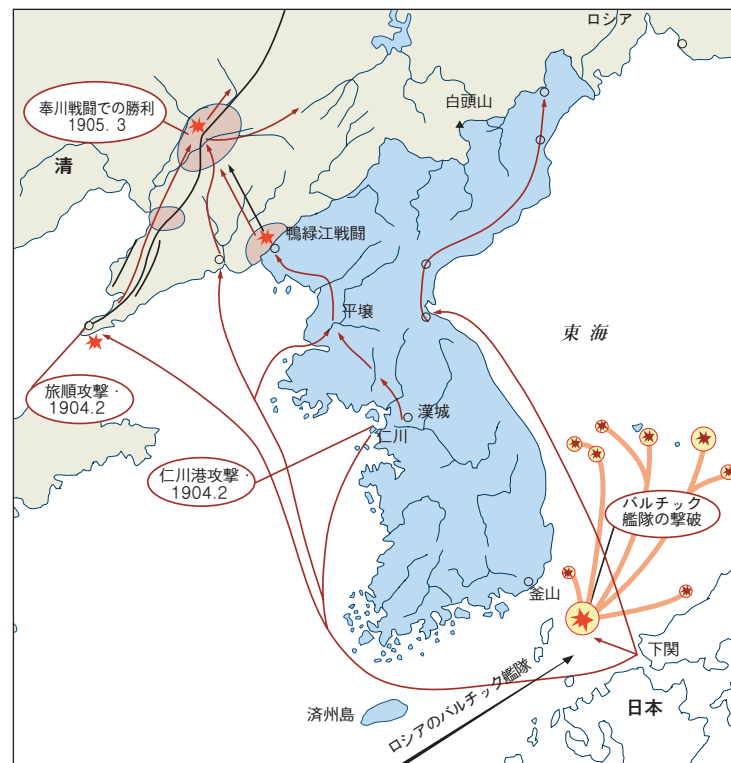 ロシア
白頭山
奉川戦闘での勝利
1905. 3
清
鴨緑江戦闘
平壌
東海
旅順攻撃・
1904.2
漢城
仁川
仁川港攻撃・
1904.2
バルチック
艦隊の撃破
釜山
下関
ロシアのバルチック艦隊
済州島
日本